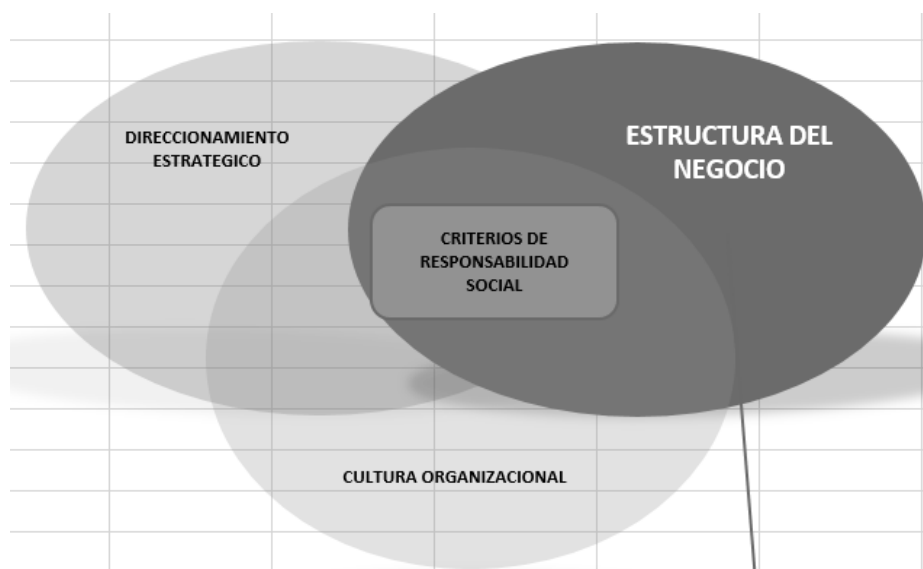 DIRECCIONAMIENTO
ESTRATEGICO
ESTRUCTURA DEL
NEGOCIO
CRITERIOS DE
RESPONSABILIDAD
SOCIAL
CULTURA ORGANIZACIONAL